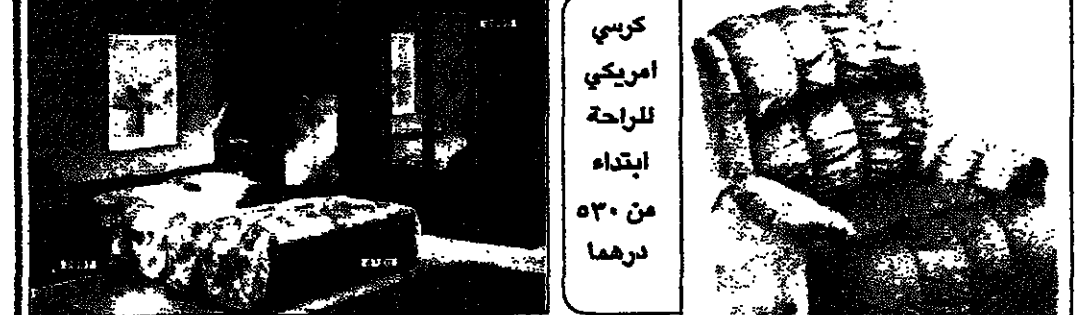 كرسي
امريكي
للراحة
ابتداء
من ٥٣٠
درهما